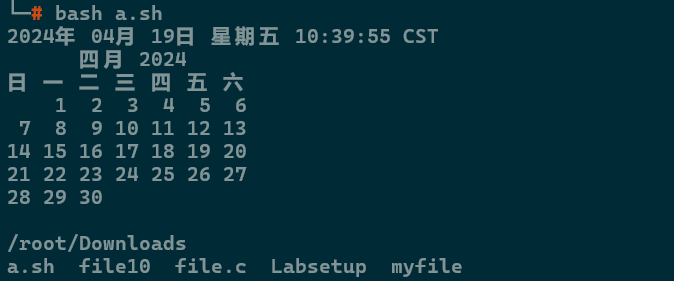 └─# bash a.sh
2024年 04月 19日 星期五 10:39:55 CST
      四月 2024
日 一 二 三 四 五 六
    1  2  3  4  5  6
 7  8  9 10 11 12 13
14 15 16 17 18 19 20
21 22 23 24 25 26 27
28 29 30

/root/Downloads
a.sh  file10  file.c  Labsetup  myfile